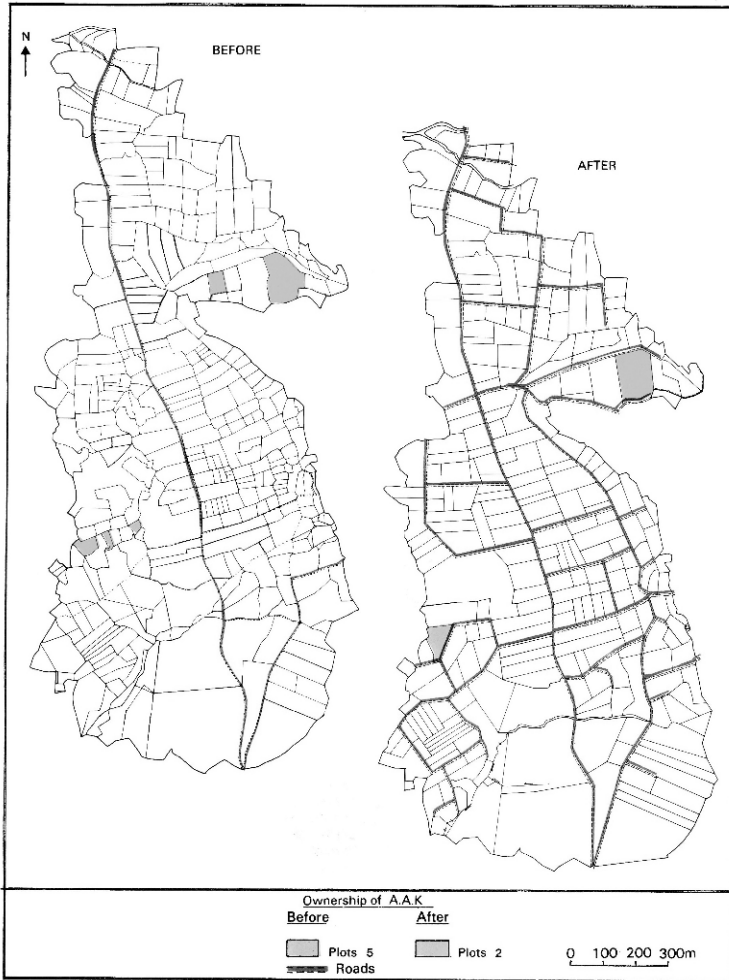 N
BEFORE
AFTER
Ownership of A.A.K
Before After
Plots 5 Plots 2
Roads
0 100 200 300m